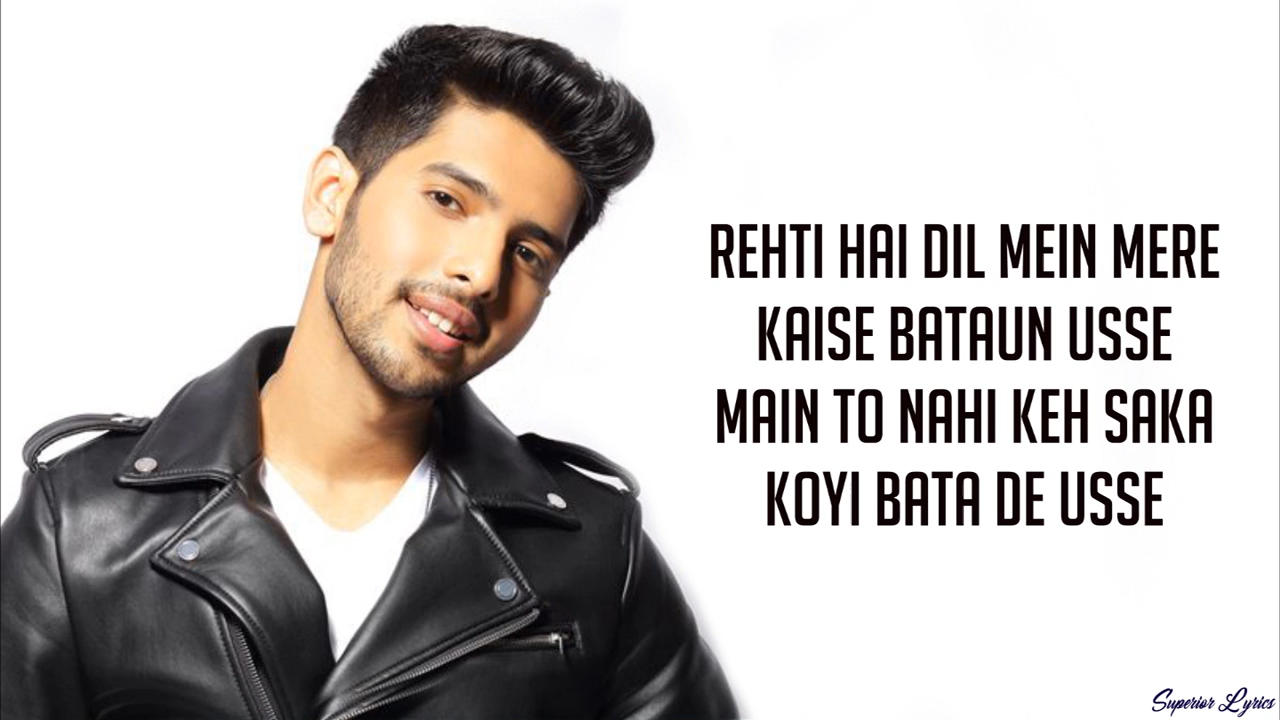 REHTI HAI DIL MEIN MERE
KAISE BATAUN USSE
MAIN TO NAHI KEH SAKA
KOYI BATA DE USSE
Superior Lyrics